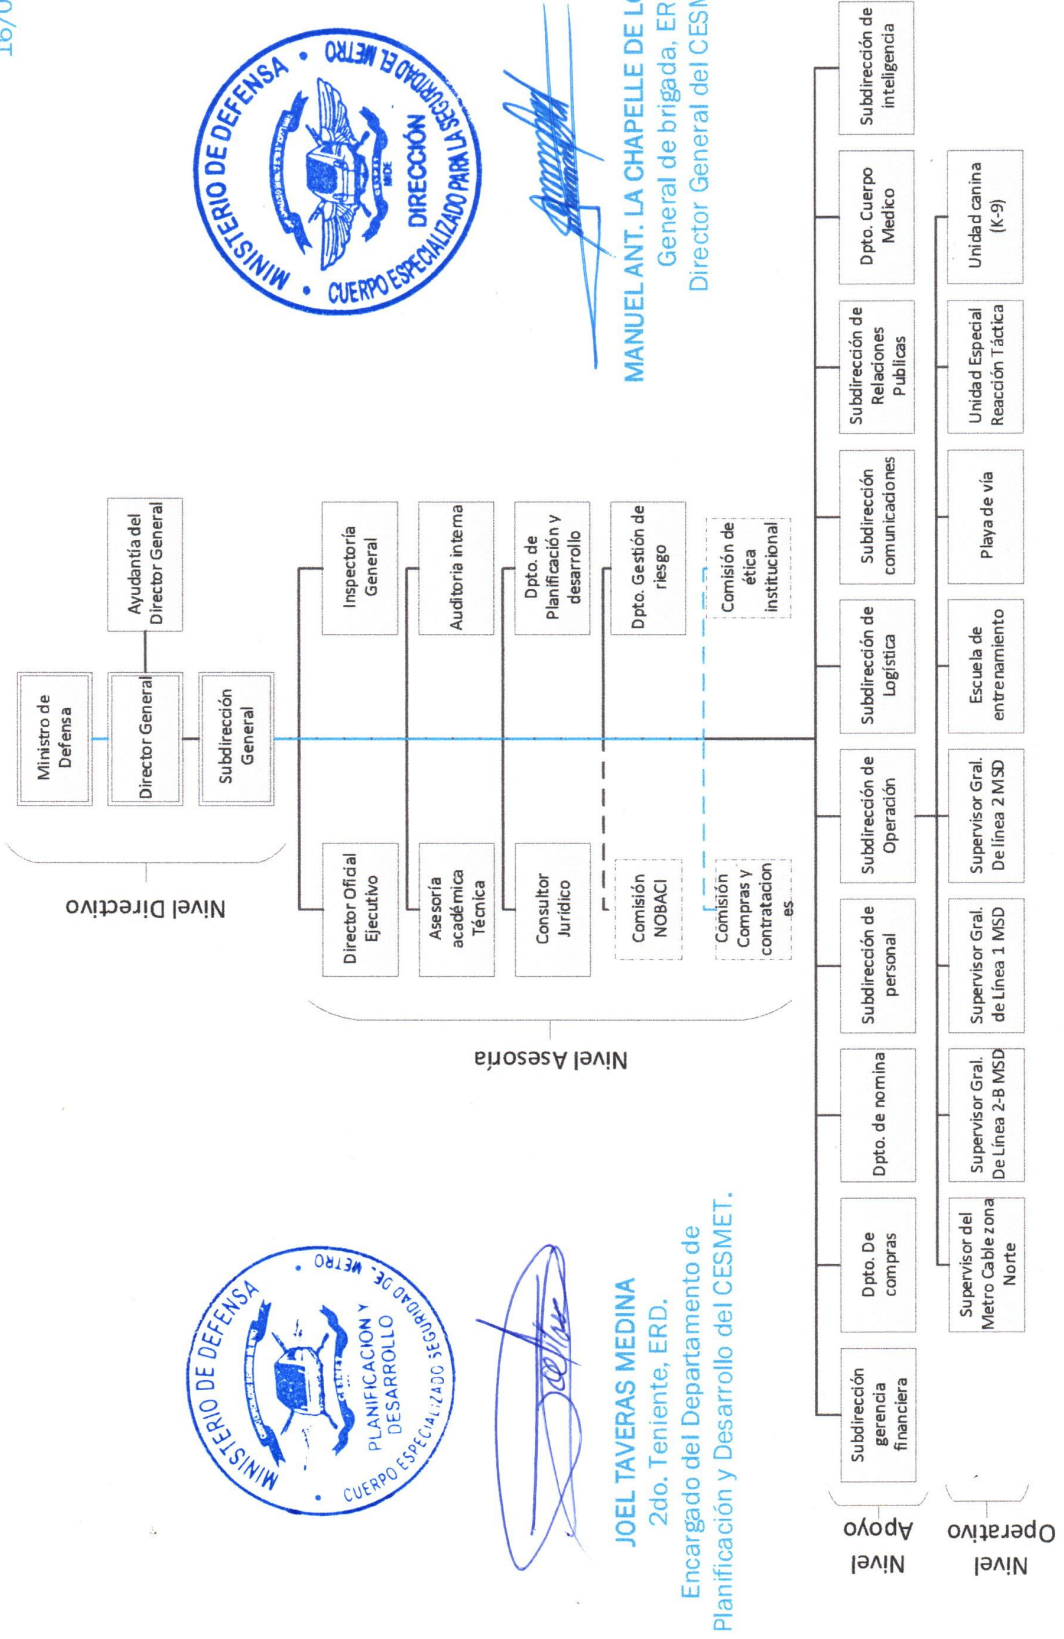 16/0
Ministro de
Defensa
Director General
Ayudantía del
Director General
Subdirección
General
Nivel Directivo
Director Oficial
Ejecutivo
Inspectoría
General
Asesoría
académica
Técnica
Auditoria interna
Consultor
Jurídico
Dpto. de
Planificación y
desarrollo
Comisión
NOBACI
Dpto. Gestión de
riesgo
Comisión
Compras y
contratacion
es
Comisión de
ética
institucional
Nivel Asesoría
MINISTERIO DE DEFENSA
PLANIFICACION Y
DESARROLLO
CUERPO ESPECIALIZADO SEGURIDAD DEL METRO
JOEL TAVERAS MEDINA
2do. Teniente, ERD.
Encargado del Departamento de
Planificación y Desarrollo del CESMET.
MINISTERIO DE DEFENSA
MIDE
DIRECCIÓN
CUERPO ESPECIALIZADO PARA LA SEGURIDAD EL METRO
MANUEL ANT. LA CHAPELLE DE LO
General de brigada, ER
Director General del CESM
Nivel
Apoyo
Subdirección
gerencia
financiera
Dpto. De
compras
Dpto. de nomina
Subdirección de
personal
Subdirección de
Operación
Subdirección de
Logística
Subdirección
comunicaciones
Subdirección de
Relaciones
Publicas
Dpto. Cuerpo
Medico
Subdirección de
inteligencia
Nivel
Operativo
Supervisor del
Metro Cable zona
Norte
Supervisor Gral.
De Línea 2-B MSD
Supervisor Gral.
de Línea 1 MSD
Supervisor Gral.
De línea 2 MSD
Escuela de
entrenamiento
Playa de vía
Unidad Especial
Reacción Táctica
Unidad canina
(K-9)